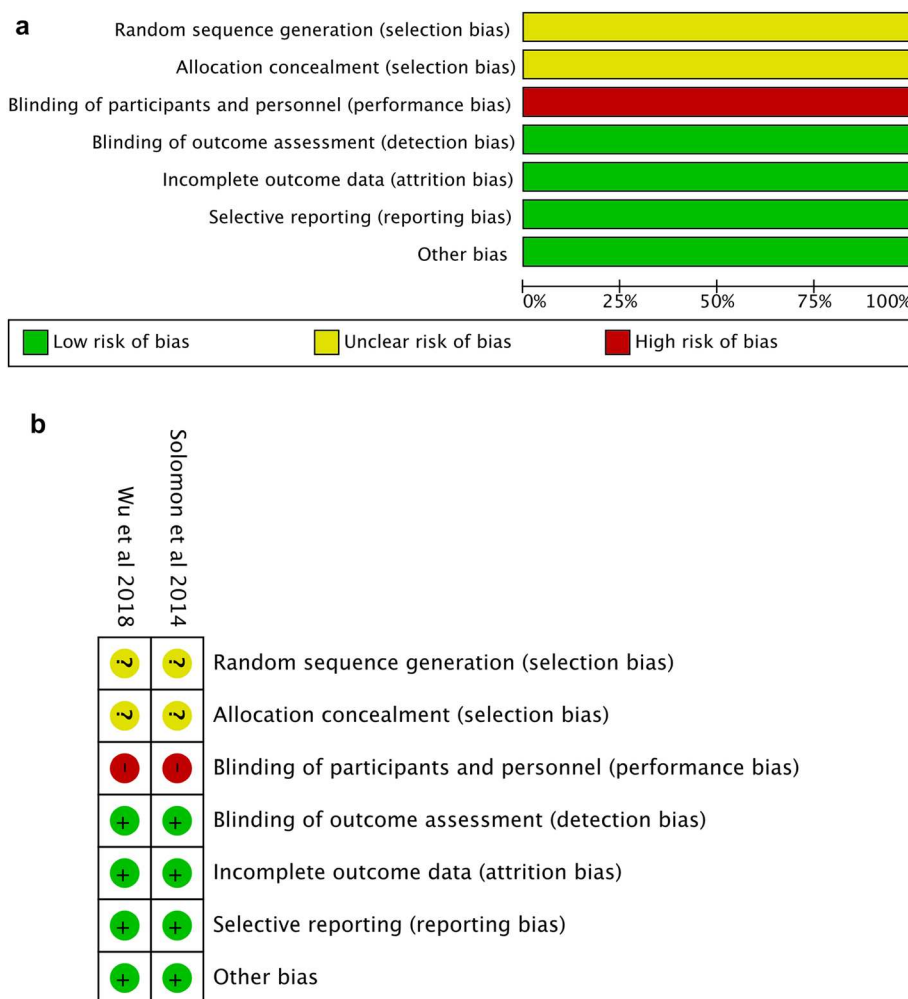 a
Random sequence generation (selection bias)
Allocation concealment (selection bias)
Blinding of participants and personnel (performance bias)
Blinding of outcome assessment (detection bias)
Incomplete outcome data (attrition bias)
Selective reporting (reporting bias)
Other bias
0% 25% 50% 75% 100%
Low risk of bias Unclear risk of bias High risk of bias
b
Wu et al 2018
Solomon et al 2014
? ? Random sequence generation (selection bias)
? ? Allocation concealment (selection bias)
- - Blinding of participants and personnel (performance bias)
+ + Blinding of outcome assessment (detection bias)
+ + Incomplete outcome data (attrition bias)
+ + Selective reporting (reporting bias)
+ + Other bias